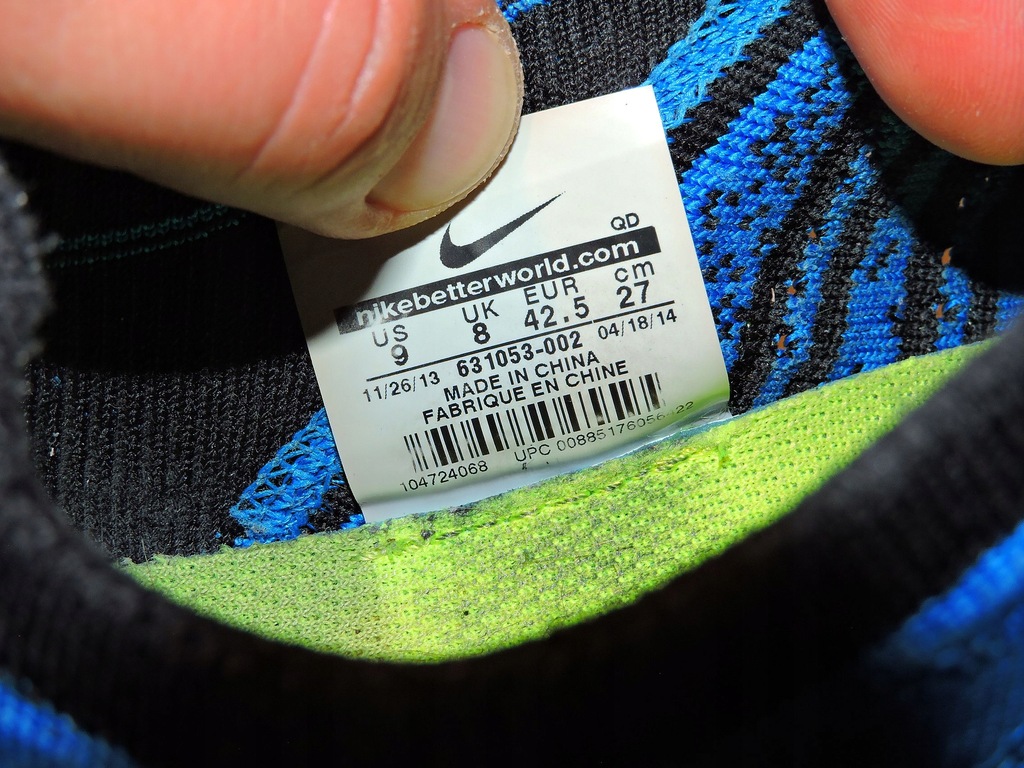 QD
nikebetterworld.com
US UK EUR cm
9 8 42.5 27
11/26/13 631053-002 04/18/14
MADE IN CHINA
FABRIQUE EN CHINE
104724068 UPC